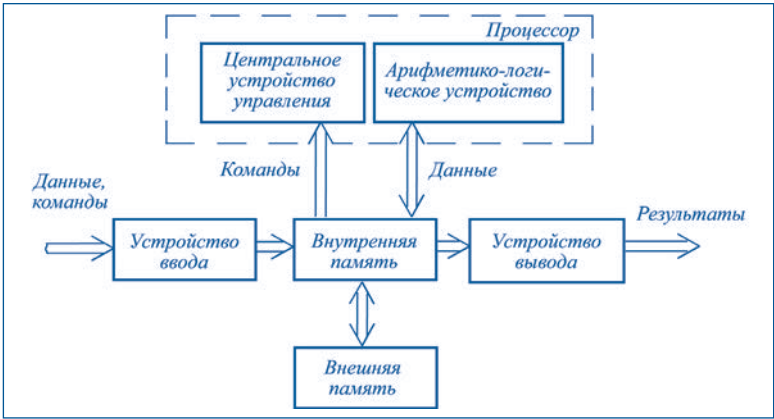 Процессор
Центральное
устройство
управления
Арифметико-логи-
ческое устройство
Команды
Данные
Данные,
команды
Результаты
Устройство
ввода
Внутренняя
память
Устройство
вывода
Внешняя
память